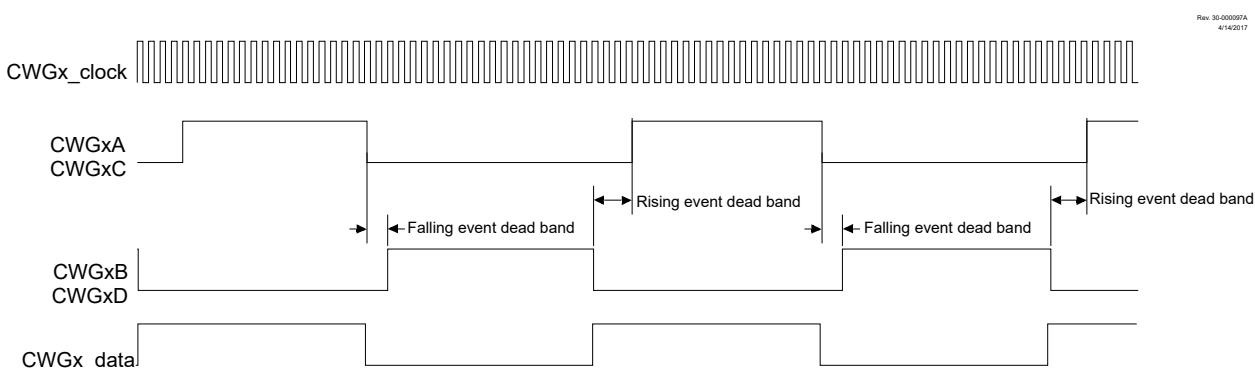 Rev. 30-000097A
4/14/2017
CWGx_clock
CWGxA
CWGxC
Rising event dead band
Rising event dead band
Falling event dead band
Falling event dead band
CWGxB
CWGxD
CWGx_data